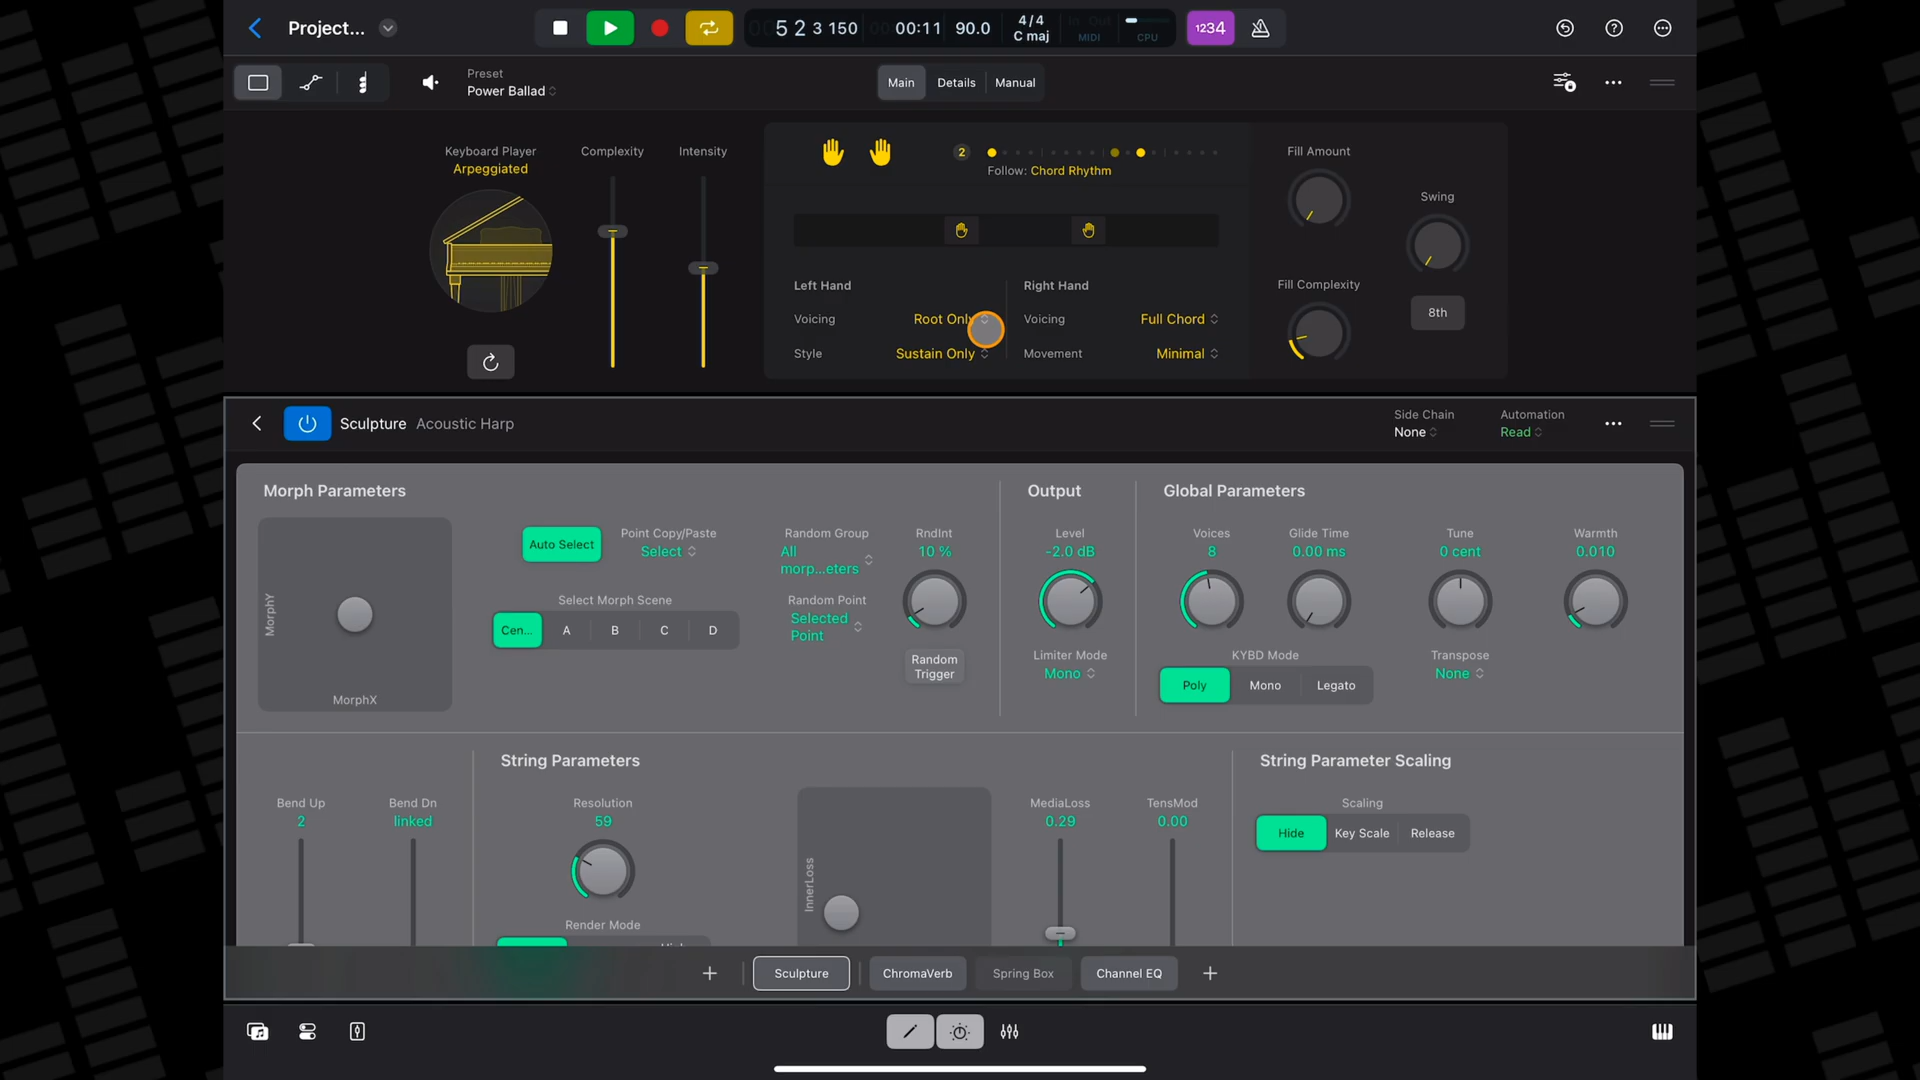 Project...
5 2 3 150
00:11
90.0
4/4
C maj
In Out
MIDI
CPU
1234
Preset
Power Ballad
Main
Details
Manual
Keyboard Player
Arpeggiated
Complexity
Intensity
2
Follow: Chord Rhythm
Fill Amount
Swing
Fill Complexity
8th
Left Hand
Right Hand
Voicing
Root Only
Voicing
Full Chord
Style
Sustain Only
Movement
Minimal
Sculpture
Acoustic Harp
Side Chain
None
Automation
Read
Morph Parameters
Output
Global Parameters
Auto Select
Point Copy/Paste
Select
Random Group
All
morp...eters
RndInt
10 %
Level
-2.0 dB
Voices
8
Glide Time
0.00 ms
Tune
0 cent
Warmth
0.010
MorphY
MorphX
Select Morph Scene
Cen...
A
B
C
D
Random Point
Selected
Point
Random
Trigger
Limiter Mode
Mono
KYBD Mode
Poly
Mono
Legato
Transpose
None
String Parameters
String Parameter Scaling
Bend Up
2
Bend Dn
linked
Resolution
59
Render Mode
InnerLoss
MediaLoss
0.29
TensMod
0.00
Scaling
Hide
Key Scale
Release
Sculpture
ChromaVerb
Spring Box
Channel EQ